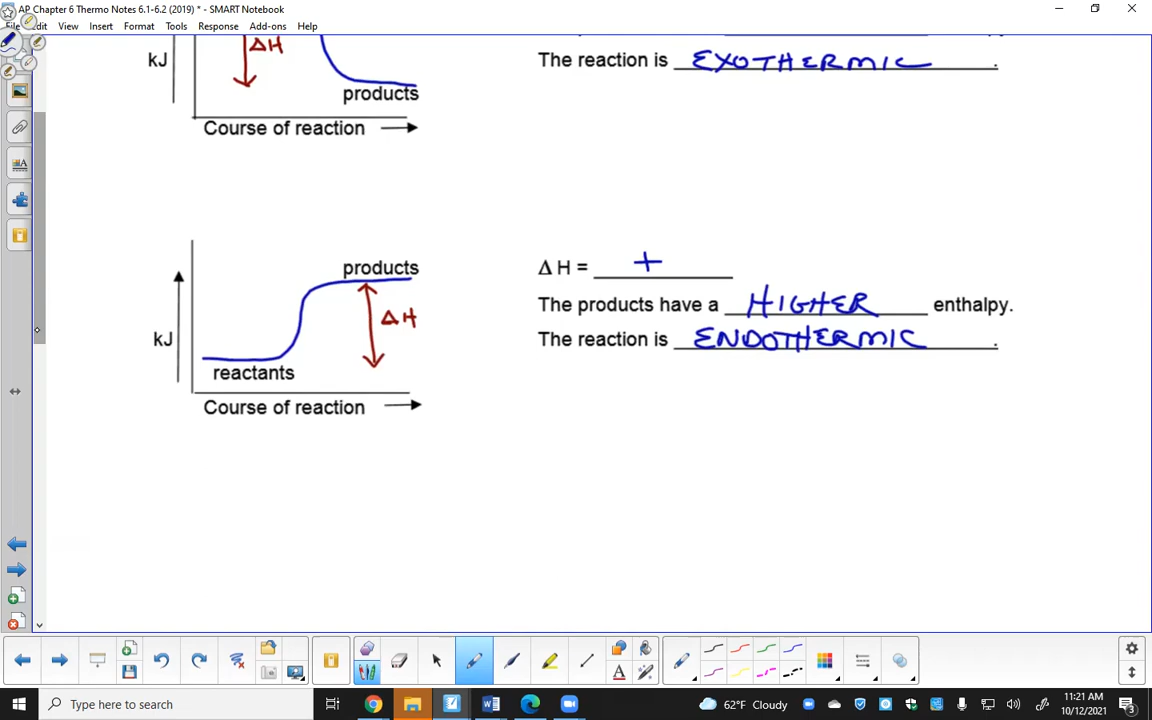 AP Chapter 6 Thermo Notes 6.1-6.2 (2019) * - SMART Notebook
Edit View Insert Format Tools Response Add-ons Help
kJ
ΔH
products
Course of reaction
The reaction is EXOTHERMIC.
kJ
products
ΔH
reactants
Course of reaction
Δ H = +
The products have a HIGHER enthalpy.
The reaction is ENDOTHERMIC.
Type here to search
62°F Cloudy
11:21 AM
10/12/2021
3